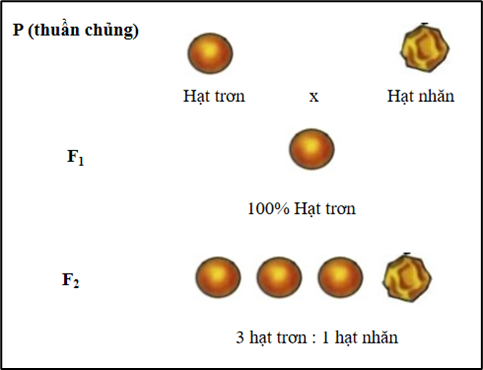 P (thuần chủng)
Hạt trơn x Hạt nhăn
F₁
100% Hạt trơn
F₂
3 hạt trơn : 1 hạt nhăn